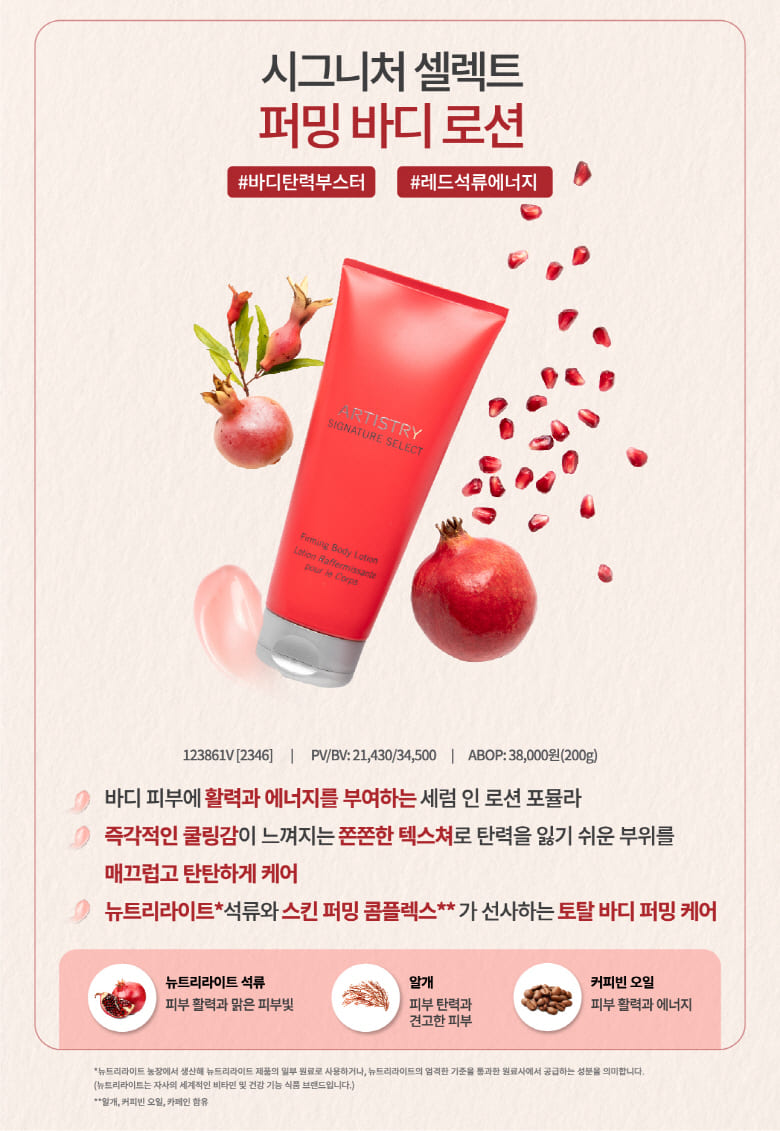 시그니처 셀렉트
퍼밍 바디 로션
#바디탄력부스터 #레드석류에너지
ARTISTRY
SIGNATURE SELECT
Firming Body Lotion
Lotion Raffermissante
pour le Corps
123861V [2346] | PV/BV: 21,430/34,500 | ABOP: 38,000원(200g)
바디 피부에 활력과 에너지를 부여하는 세럼 인 로션 포뮬라
즉각적인 쿨링감이 느껴지는 쫀쫀한 텍스쳐로 탄력을 잃기 쉬운 부위를
매끄럽고 탄탄하게 케어
뉴트리라이트*석류와 스킨 퍼밍 콤플렉스** 가 선사하는 토탈 바디 퍼밍 케어
뉴트리라이트 석류
피부 활력과 맑은 피부빛
알개
피부 탄력과
견고한 피부
커피빈 오일
피부 활력과 에너지
*뉴트리라이트 농장에서 생산해 뉴트리라이트 제품의 일부 원료로 사용하거나, 뉴트리라이트의 엄격한 기준을 통과한 원료사에서 공급하는 성분을 의미합니다.
(뉴트리라이트는 자사의 세계적인 비타민 및 건강 기능 식품 브랜드입니다.)
**알개, 커피빈 오일, 카페인 함유